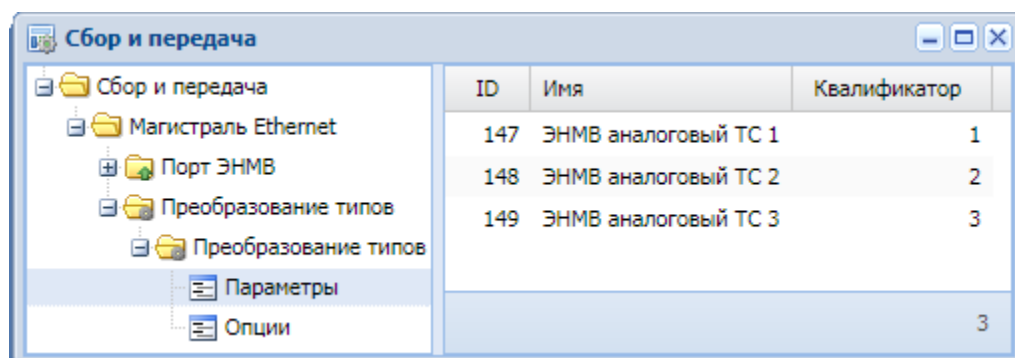 Сбор и передача
Сбор и передача
Магистраль Ethernet
Порт ЭНМВ
Преобразование типов
Преобразование типов
Параметры
Опции
ID Имя Квалификатор
147 ЭНМВ аналоговый ТС 1 1
148 ЭНМВ аналоговый ТС 2 2
149 ЭНМВ аналоговый ТС 3 3
3